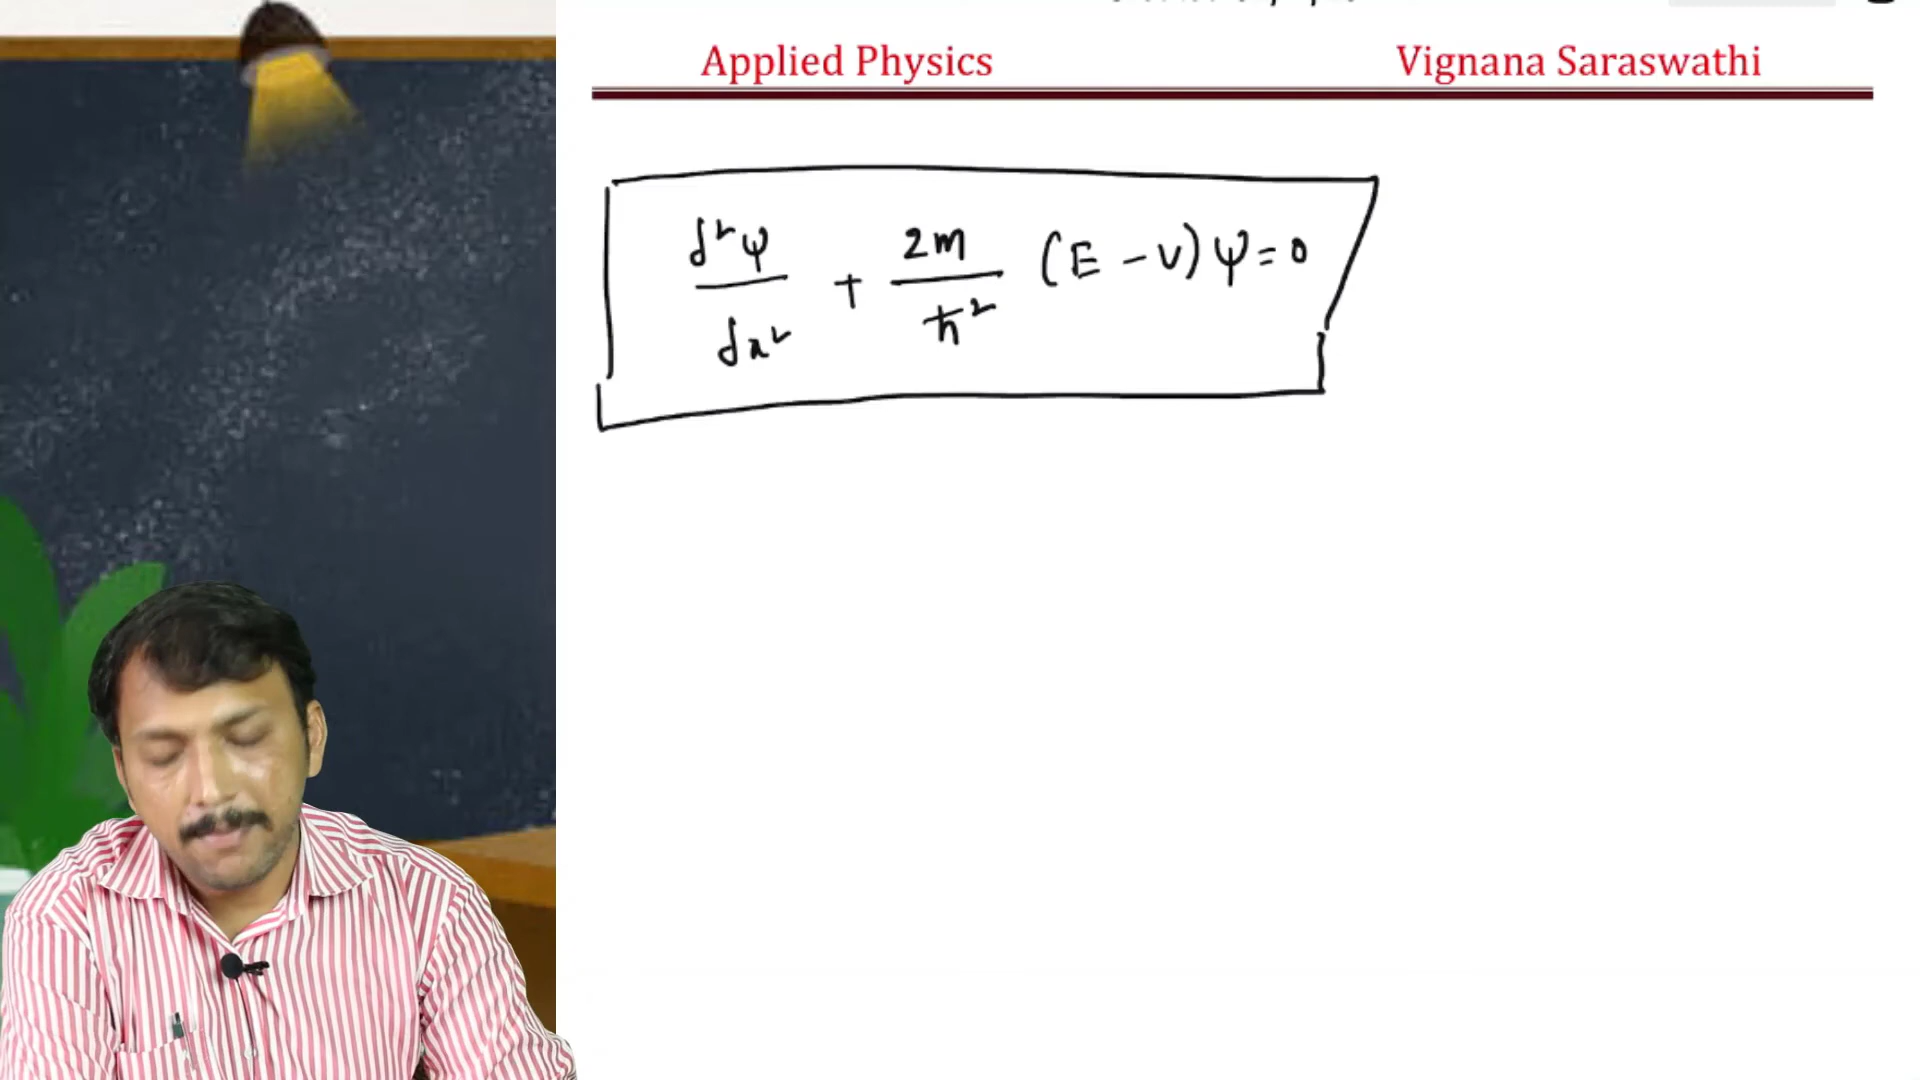 Applied Physics Vignana Saraswathi
d²ψ/dx² + 2m/ħ² (E - V) ψ = 0